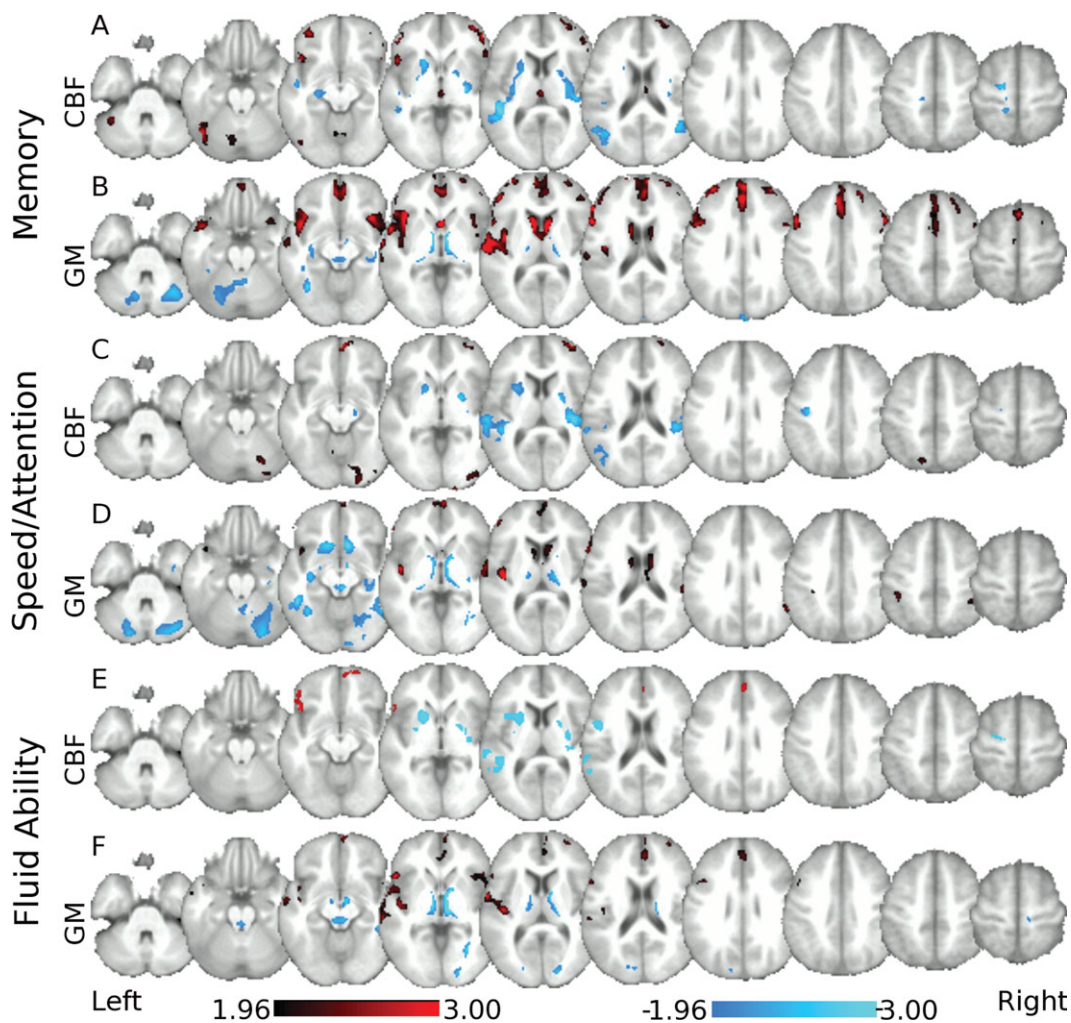 Memory
Speed/Attention
Fluid Ability
A
CBF
B
GM
C
CBF
D
GM
E
CBF
F
GM
Left
1.96
3.00
-1.96
-3.00
Right